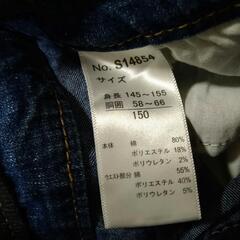 No. S14854
サイズ
身長 145~155
胴囲 58~66
150
本体 綿 80%
ポリエステル 18%
ポリウレタン 2%
ウエスト部分 綿 55%
ポリエステル 40%
ポリウレタン 5%